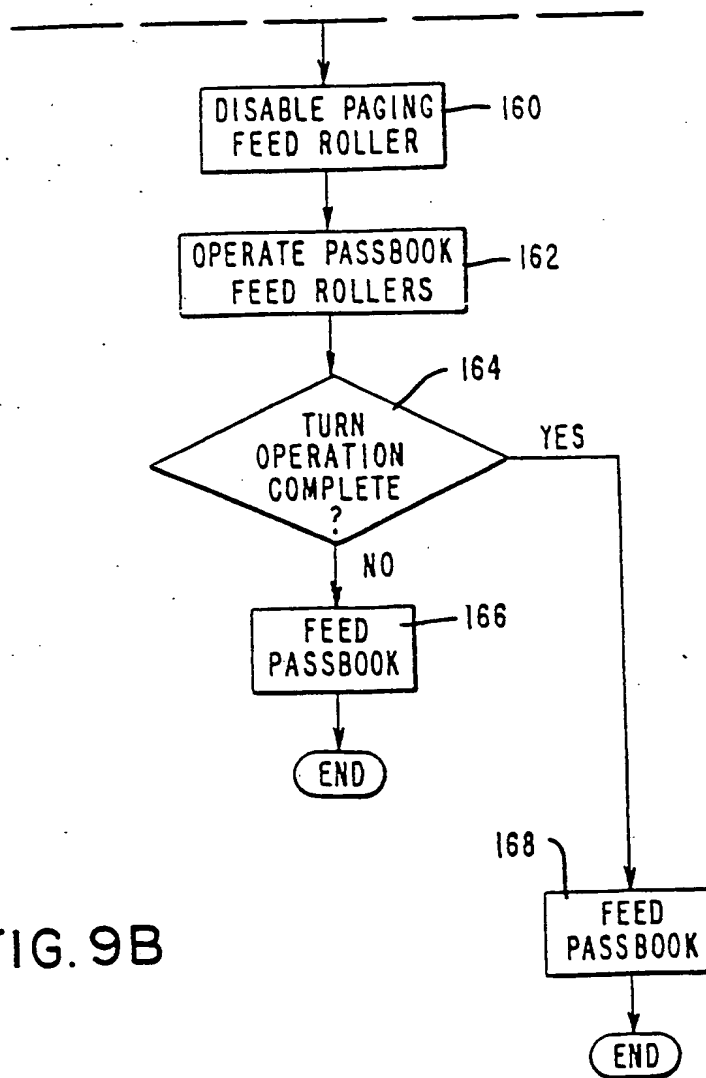 DISABLE PAGING
FEED ROLLER
160
OPERATE PASSBOOK
FEED ROLLERS
162
164
TURN
OPERATION
COMPLETE
?
YES
NO
FEED
PASSBOOK
166
END
168
FEED
PASSBOOK
END
FIG. 9B